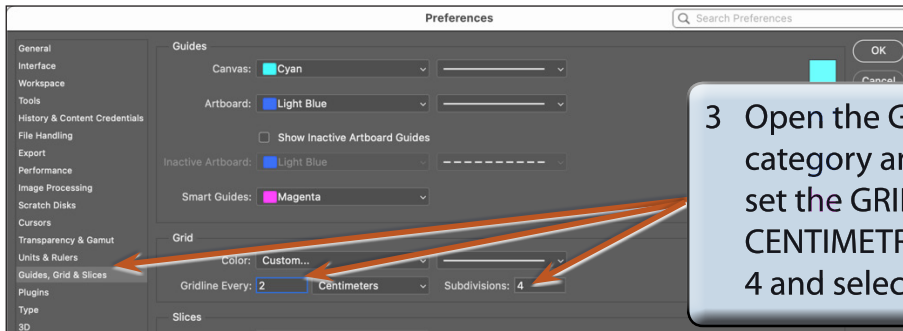 Preferences
Search Preferences
General
Interface
Workspace
Tools
History & Content Credentials
File Handling
Export
Performance
Image Processing
Scratch Disks
Cursors
Transparency & Gamut
Units & Rulers
Guides, Grid & Slices
Plugins
Type
3D
Guides
Canvas: Cyan
Artboard: Light Blue
Show Inactive Artboard Guides
Inactive Artboard: Light Blue
Smart Guides: Magenta
Grid
Color: Custom...
Gridline Every: 2 Centimeters Subdivisions: 4
Slices
OK
Cancel
3 Open the G
category a
set the GRI
CENTIMET
4 and selec